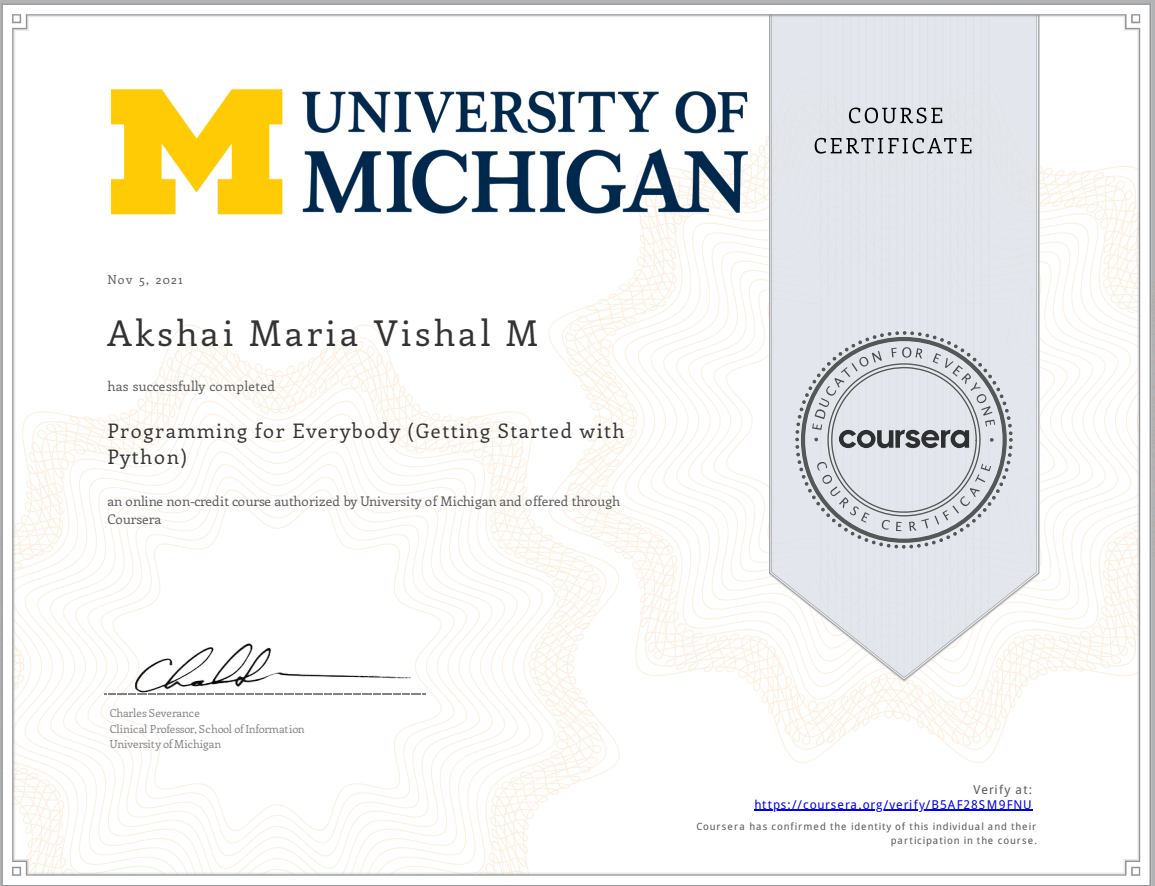 UNIVERSITY OF
MICHIGAN
COURSE
CERTIFICATE
Nov 5, 2021
Akshai Maria Vishal M
has successfully completed
Programming for Everybody (Getting Started with
Python)
an online non-credit course authorized by University of Michigan and offered through
Coursera
EDUCATION FOR EVERYONE
coursera
COURSE CERTIFICATE
Charles Severance
Clinical Professor, School of Information
University of Michigan
Verify at:
https://coursera.org/verify/B5AF28SM9FNU
Coursera has confirmed the identity of this individual and their
participation in the course.